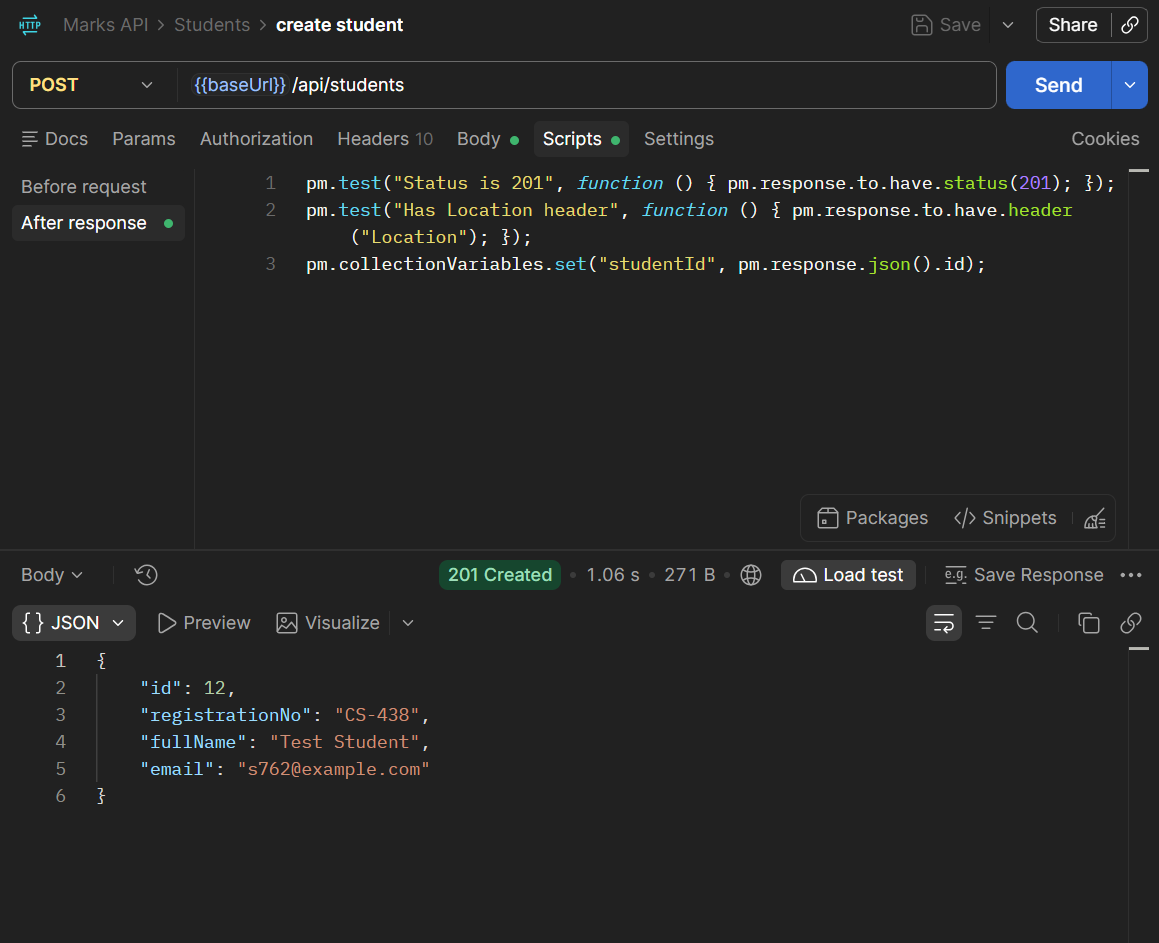 HTTP Marks API > Students > create student Save Share
POST {{baseUrl}} /api/students Send
Docs Params Authorization Headers 10 Body Scripts Settings Cookies
Before request
After response
1 pm.test("Status is 201", function () { pm.response.to.have.status(201); });
2 pm.test("Has Location header", function () { pm.response.to.have.header
("Location"); });
3 pm.collectionVariables.set("studentId", pm.response.json().id);
Packages </> Snippets
Body 201 Created • 1.06 s • 271 B • Load test e.g. Save Response
{} JSON Preview Visualize
1 {
2 "id": 12,
3 "registrationNo": "CS-438",
4 "fullName": "Test Student",
5 "email": "s762@example.com"
6 }